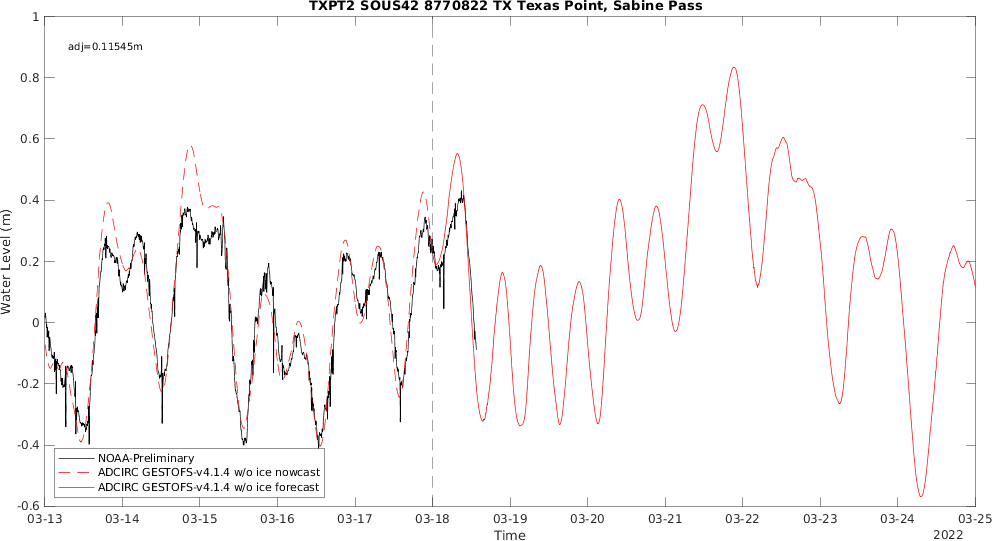 TXPT2 SOUS42 8770822 TX Texas Point, Sabine Pass
1
adj=0.11545m
0.8
0.6
0.4
0.2
0
-0.2
-0.4
-0.6
Water Level (m)
NOAA-Preliminary
ADCIRC GESTOFS-v4.1.4 w/o ice nowcast
ADCIRC GESTOFS-v4.1.4 w/o ice forecast
03-13 03-14 03-15 03-16 03-17 03-18 03-19 03-20 03-21 03-22 03-23 03-24 03-25
Time
2022